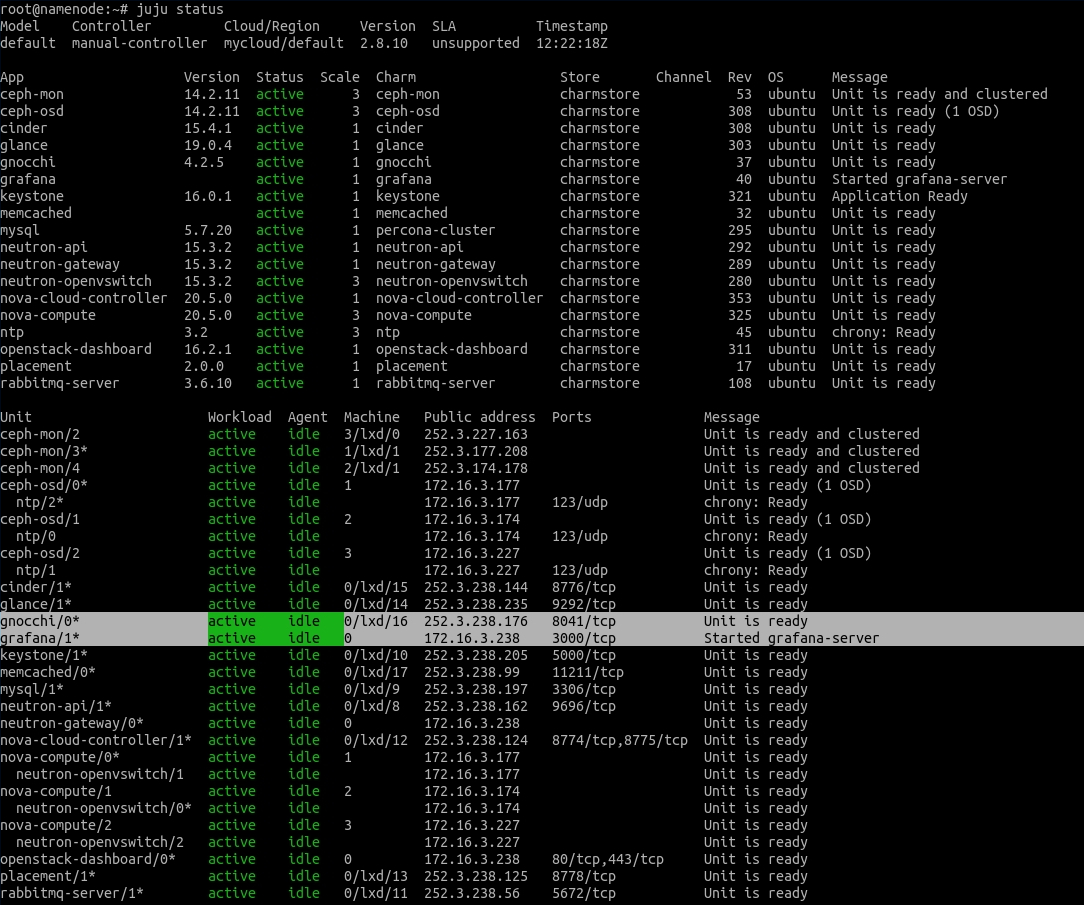 root@namenode:~# juju status
Model    Controller         Cloud/Region     Version  SLA          Timestamp
default  manual-controller  mycloud/default  2.8.10   unsupported  12:22:18Z
App                    Version  Status  Scale  Charm                  Store       Channel  Rev  OS      Message
ceph-mon               14.2.11  active      3  ceph-mon               charmstore            53  ubuntu  Unit is ready and clustered
ceph-osd               14.2.11  active      3  ceph-osd               charmstore           308  ubuntu  Unit is ready (1 OSD)
cinder                 15.4.1   active      1  cinder                 charmstore           308  ubuntu  Unit is ready
glance                 19.0.4   active      1  glance                 charmstore           303  ubuntu  Unit is ready
gnocchi                4.2.5    active      1  gnocchi                charmstore            37  ubuntu  Unit is ready
grafana                         active      1  grafana                charmstore            40  ubuntu  Started grafana-server
keystone               16.0.1   active      1  keystone               charmstore           321  ubuntu  Application Ready
memcached                       active      1  memcached              charmstore            32  ubuntu  Unit is ready
mysql                  5.7.20   active      1  percona-cluster        charmstore           295  ubuntu  Unit is ready
neutron-api            15.3.2   active      1  neutron-api            charmstore           292  ubuntu  Unit is ready
neutron-gateway        15.3.2   active      1  neutron-gateway        charmstore           289  ubuntu  Unit is ready
neutron-openvswitch    15.3.2   active      3  neutron-openvswitch    charmstore           280  ubuntu  Unit is ready
nova-cloud-controller  20.5.0   active      1  nova-cloud-controller  charmstore           353  ubuntu  Unit is ready
nova-compute           20.5.0   active      3  nova-compute           charmstore           325  ubuntu  Unit is ready
ntp                    3.2      active      3  ntp                    charmstore            45  ubuntu  chrony: Ready
openstack-dashboard    16.2.1   active      1  openstack-dashboard    charmstore           311  ubuntu  Unit is ready
placement              2.0.0    active      1  placement              charmstore            17  ubuntu  Unit is ready
rabbitmq-server        3.6.10   active      1  rabbitmq-server        charmstore           108  ubuntu  Unit is ready
Unit                      Workload  Agent  Machine   Public address  Ports              Message
ceph-mon/2                active    idle   3/lxd/0   252.3.227.163                      Unit is ready and clustered
ceph-mon/3*               active    idle   1/lxd/1   252.3.177.208                      Unit is ready and clustered
ceph-mon/4                active    idle   2/lxd/1   252.3.174.178                      Unit is ready and clustered
ceph-osd/0*               active    idle   1         172.16.3.177                       Unit is ready (1 OSD)
  ntp/2*                  active    idle             172.16.3.177    123/udp            chrony: Ready
ceph-osd/1                active    idle   2         172.16.3.174                       Unit is ready (1 OSD)
  ntp/0                   active    idle             172.16.3.174    123/udp            chrony: Ready
ceph-osd/2                active    idle   3         172.16.3.227                       Unit is ready (1 OSD)
  ntp/1                   active    idle             172.16.3.227    123/udp            chrony: Ready
cinder/1*                 active    idle   0/lxd/15  252.3.238.144   8776/tcp           Unit is ready
glance/1*                 active    idle   0/lxd/14  252.3.238.235   9292/tcp           Unit is ready
gnocchi/0*                active    idle   0/lxd/16  252.3.238.176   8041/tcp           Unit is ready
grafana/1*                active    idle   0         172.16.3.238    3000/tcp           Started grafana-server
keystone/1*               active    idle   0/lxd/10  252.3.238.205   5000/tcp           Unit is ready
memcached/0*              active    idle   0/lxd/17  252.3.238.99    11211/tcp          Unit is ready
mysql/1*                  active    idle   0/lxd/9   252.3.238.197   3306/tcp           Unit is ready
neutron-api/1*            active    idle   0/lxd/8   252.3.238.162   9696/tcp           Unit is ready
neutron-gateway/0*        active    idle   0         172.16.3.238                       Unit is ready
nova-cloud-controller/1*  active    idle   0/lxd/12  252.3.238.124   8774/tcp,8775/tcp  Unit is ready
nova-compute/0*           active    idle   1         172.16.3.177                       Unit is ready
  neutron-openvswitch/1   active    idle             172.16.3.177                       Unit is ready
nova-compute/1            active    idle   2         172.16.3.174                       Unit is ready
  neutron-openvswitch/0*  active    idle             172.16.3.174                       Unit is ready
nova-compute/2            active    idle   3         172.16.3.227                       Unit is ready
  neutron-openvswitch/2   active    idle             172.16.3.227                       Unit is ready
openstack-dashboard/0*    active    idle   0         172.16.3.238    80/tcp,443/tcp     Unit is ready
placement/1*              active    idle   0/lxd/13  252.3.238.125   8778/tcp           Unit is ready
rabbitmq-server/1*        active    idle   0/lxd/11  252.3.238.56    5672/tcp           Unit is ready